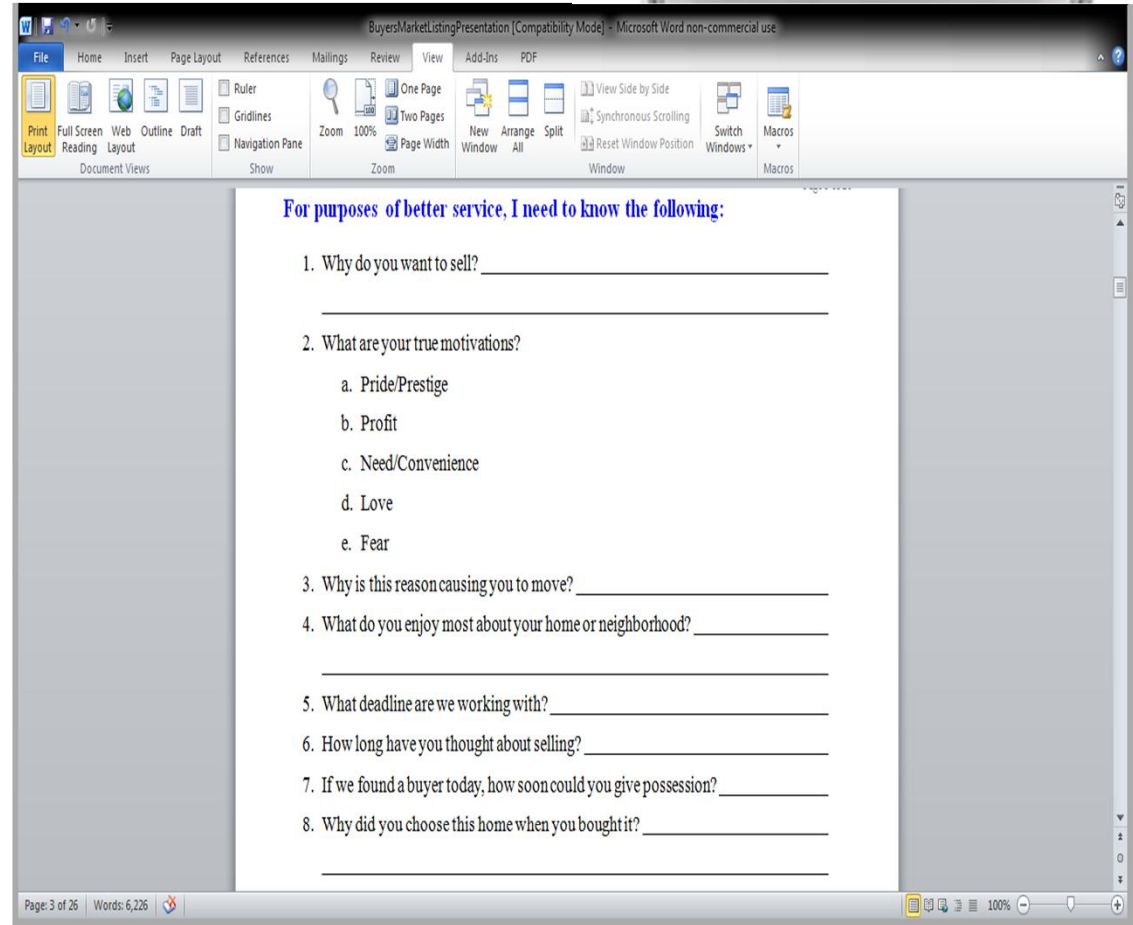 BuyersMarketListingPresentation [Compatibility Mode] - Microsoft Word non-commercial use
File Home Insert Page Layout References Mailings Review View Add-Ins PDF
Print Layout Full Screen Reading Web Layout Outline Draft
Document Views
Ruler
Gridlines
Navigation Pane
Show
Zoom 100% One Page
Two Pages
Page Width
Zoom
New Window Arrange All Split
View Side by Side
Synchronous Scrolling
Reset Window Position
Switch Windows
Window
Macros
Macros
For purposes of better service, I need to know the following:
1. Why do you want to sell?
2. What are your true motivations?
a. Pride/Prestige
b. Profit
c. Need/Convenience
d. Love
e. Fear
3. Why is this reason causing you to move?
4. What do you enjoy most about your home or neighborhood?
5. What deadline are we working with?
6. How long have you thought about selling?
7. If we found a buyer today, how soon could you give possession?
8. Why did you choose this home when you bought it?
Page: 3 of 26 Words: 6,226 100%